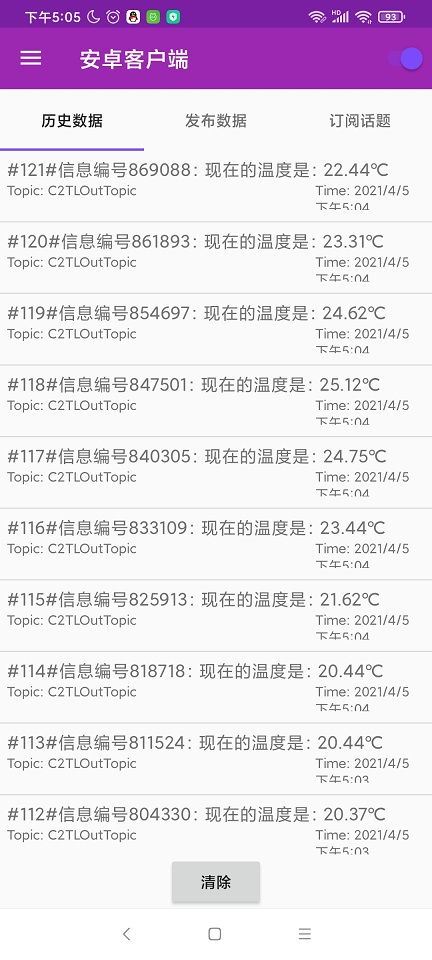 下午5:05
HD
93
安卓客户端
历史数据
发布数据
订阅话题
#121#信息编号869088：现在的温度是：22.44℃
Topic: C2TLOutTopic
Time: 2021/4/5
下午5:04
#120#信息编号861893：现在的温度是：23.31℃
Topic: C2TLOutTopic
Time: 2021/4/5
下午5:04
#119#信息编号854697：现在的温度是：24.62℃
Topic: C2TLOutTopic
Time: 2021/4/5
下午5:04
#118#信息编号847501：现在的温度是：25.12℃
Topic: C2TLOutTopic
Time: 2021/4/5
下午5:04
#117#信息编号840305：现在的温度是：24.75℃
Topic: C2TLOutTopic
Time: 2021/4/5
下午5:04
#116#信息编号833109：现在的温度是：23.44℃
Topic: C2TLOutTopic
Time: 2021/4/5
下午5:04
#115#信息编号825913：现在的温度是：21.62℃
Topic: C2TLOutTopic
Time: 2021/4/5
下午5:04
#114#信息编号818718：现在的温度是：20.44℃
Topic: C2TLOutTopic
Time: 2021/4/5
下午5:04
#113#信息编号811524：现在的温度是：20.44℃
Topic: C2TLOutTopic
Time: 2021/4/5
下午5:03
#112#信息编号804330：现在的温度是：20.37℃
Topic: C2TLOutTopic
Time: 2021/4/5
下午5:03
清除